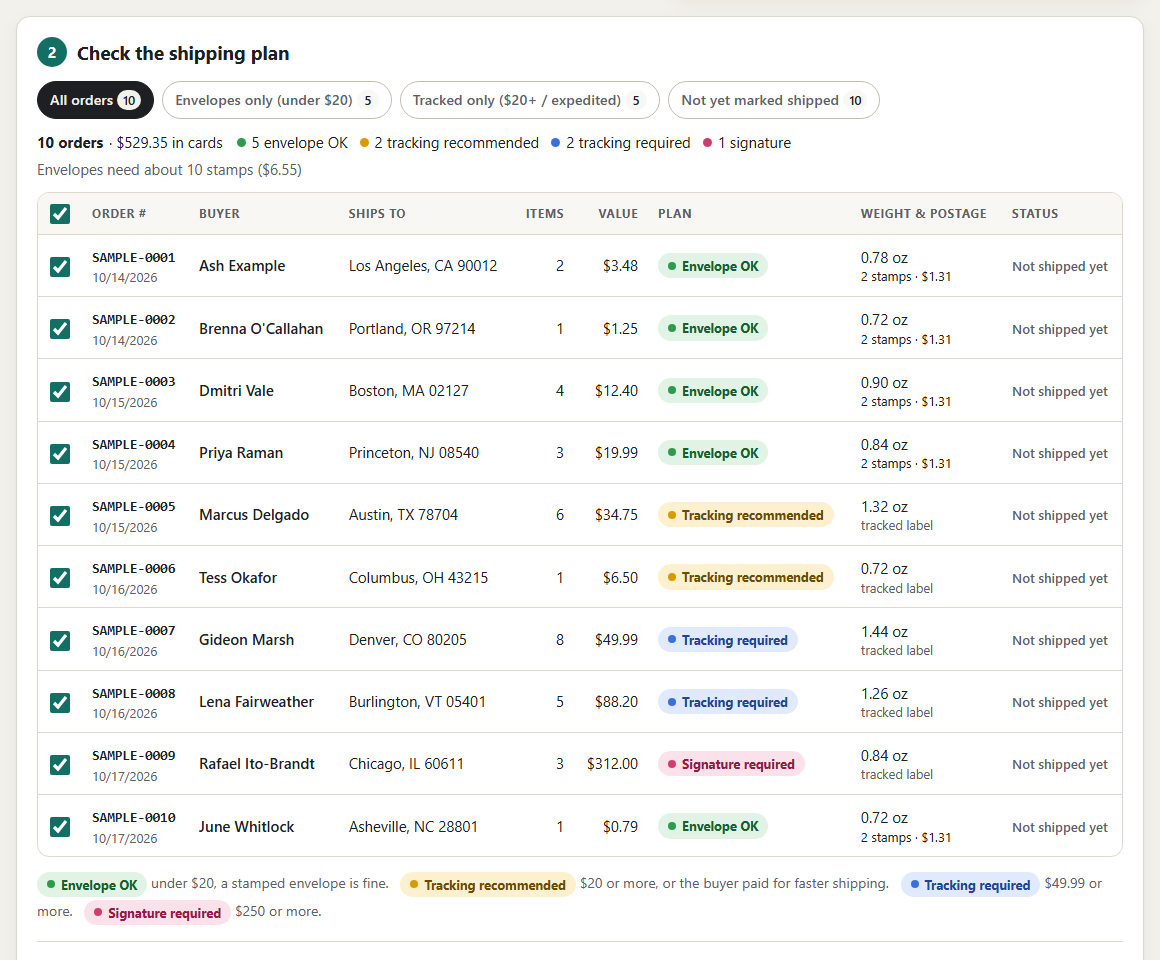 2 Check the shipping plan
All orders 10 Envelopes only (under $20) 5 Tracked only ($20+ / expedited) 5 Not yet marked shipped 10
10 orders · $529.35 in cards 5 envelope OK 2 tracking recommended 2 tracking required 1 signature
Envelopes need about 10 stamps ($6.55)
ORDER # BUYER SHIPS TO ITEMS VALUE PLAN WEIGHT & POSTAGE STATUS
SAMPLE-0001 Ash Example Los Angeles, CA 90012 2 $3.48 Envelope OK 0.78 oz Not shipped yet
10/14/2026 2 stamps · $1.31
SAMPLE-0002 Brenna O'Callahan Portland, OR 97214 1 $1.25 Envelope OK 0.72 oz Not shipped yet
10/14/2026 2 stamps · $1.31
SAMPLE-0003 Dmitri Vale Boston, MA 02127 4 $12.40 Envelope OK 0.90 oz Not shipped yet
10/15/2026 2 stamps · $1.31
SAMPLE-0004 Priya Raman Princeton, NJ 08540 3 $19.99 Envelope OK 0.84 oz Not shipped yet
10/15/2026 2 stamps · $1.31
SAMPLE-0005 Marcus Delgado Austin, TX 78704 6 $34.75 Tracking recommended 1.32 oz Not shipped yet
10/15/2026 tracked label
SAMPLE-0006 Tess Okafor Columbus, OH 43215 1 $6.50 Tracking recommended 0.72 oz Not shipped yet
10/16/2026 tracked label
SAMPLE-0007 Gideon Marsh Denver, CO 80205 8 $49.99 Tracking required 1.44 oz Not shipped yet
10/16/2026 tracked label
SAMPLE-0008 Lena Fairweather Burlington, VT 05401 5 $88.20 Tracking required 1.26 oz Not shipped yet
10/16/2026 tracked label
SAMPLE-0009 Rafael Ito-Brandt Chicago, IL 60611 3 $312.00 Signature required 0.84 oz Not shipped yet
10/17/2026 tracked label
SAMPLE-0010 June Whitlock Asheville, NC 28801 1 $0.79 Envelope OK 0.72 oz Not shipped yet
10/17/2026 2 stamps · $1.31
Envelope OK under $20, a stamped envelope is fine. Tracking recommended $20 or more, or the buyer paid for faster shipping. Tracking required $49.99 or
more. Signature required $250 or more.